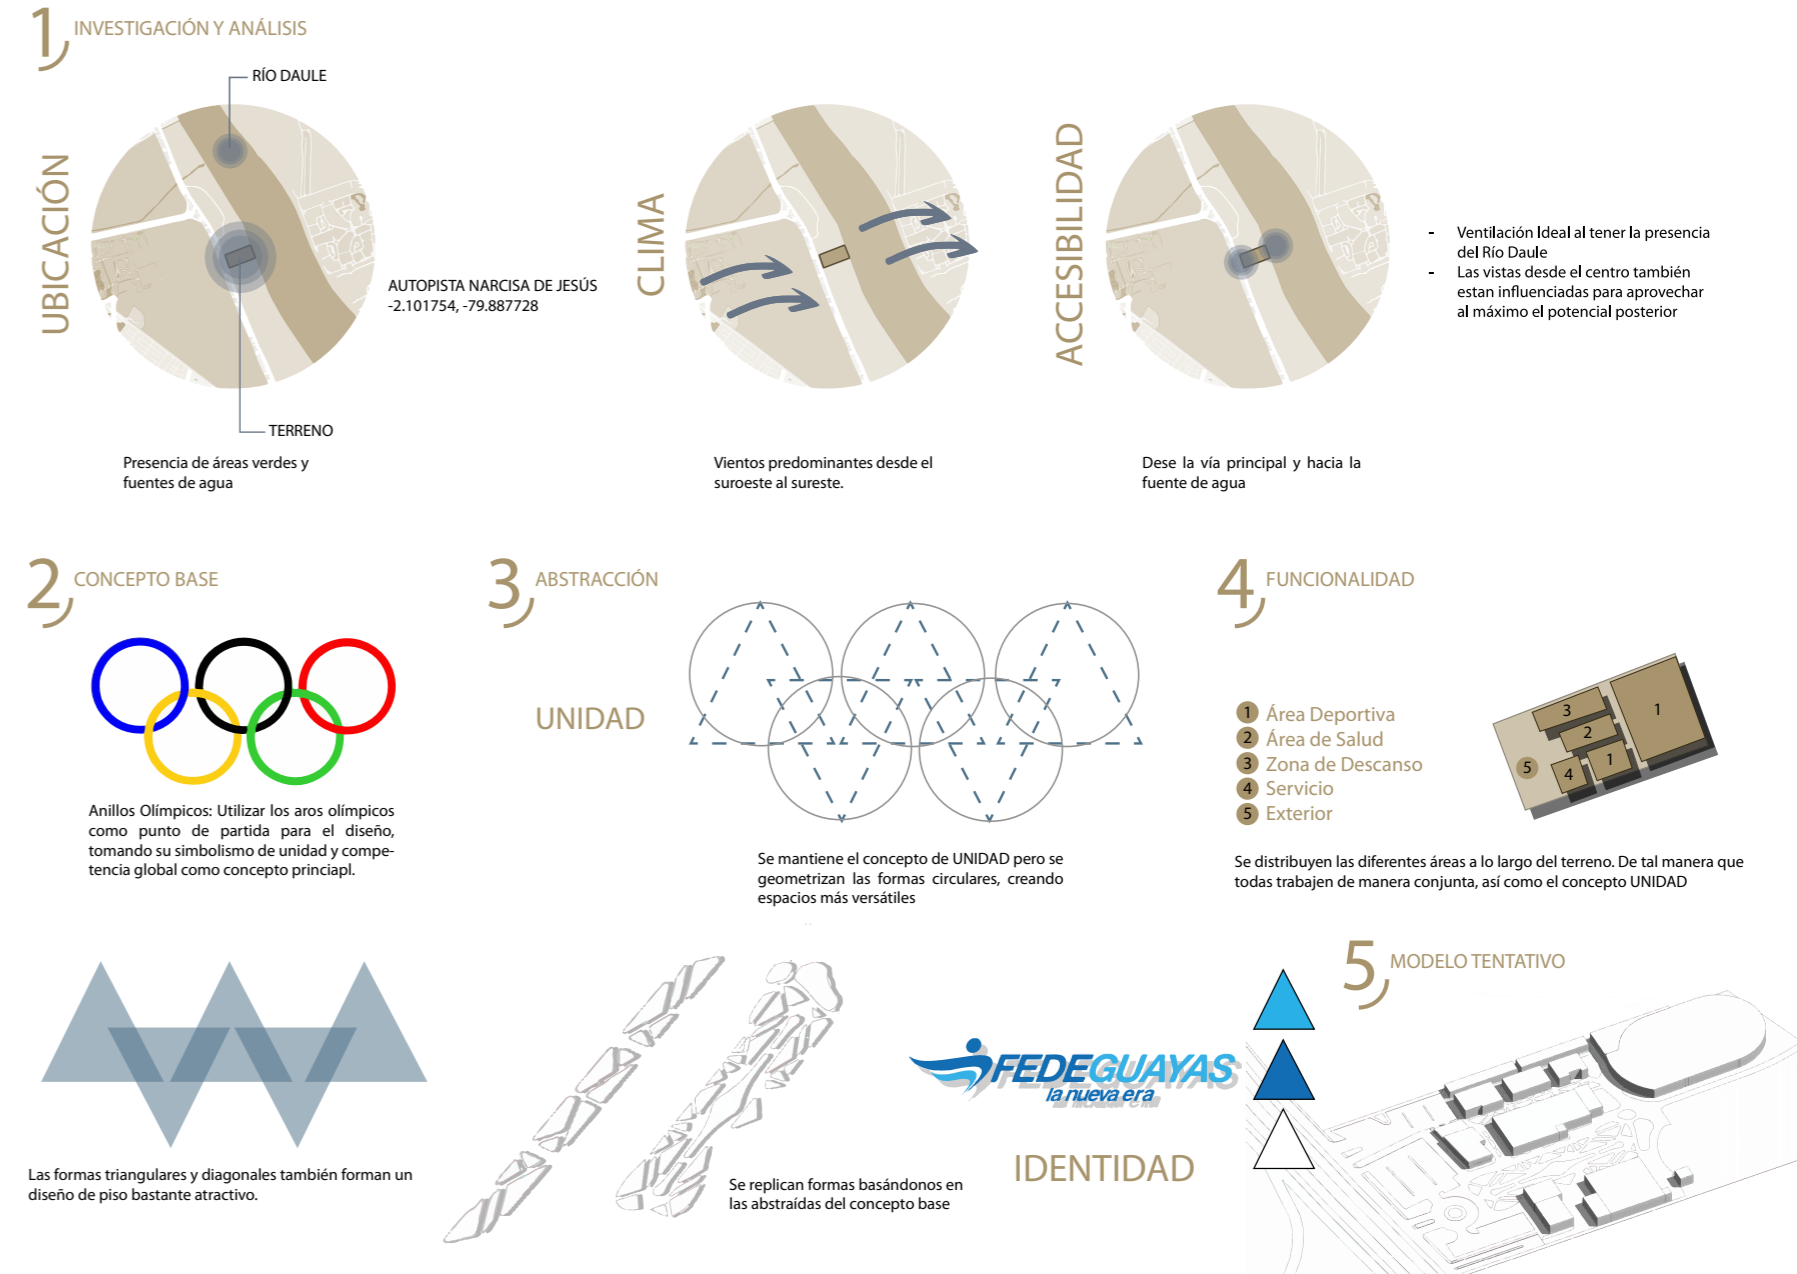 1 INVESTIGACIÓN Y ANÁLISIS
UBICACIÓN
RÍO DAULE
AUTOPISTA NARCISA DE JESÚS
-2.101754, -79.887728
TERRENO
Presencia de áreas verdes y
fuentes de agua
CLIMA
Vientos predominantes desde el
suroeste al sureste.
ACCESIBILIDAD
Dese la vía principal y hacia la
fuente de agua
- Ventilación Ideal al tener la presencia
del Río Daule
- Las vistas desde el centro también
estan influenciadas para aprovechar
al máximo el potencial posterior
2 CONCEPTO BASE
Anillos Olímpicos: Utilizar los aros olímpicos
como punto de partida para el diseño,
tomando su simbolismo de unidad y compe-
tencia global como concepto princiapl.
Las formas triangulares y diagonales también forman un
diseño de piso bastante atractivo.
3 ABSTRACCIÓN
UNIDAD
Se mantiene el concepto de UNIDAD pero se
geometrizan las formas circulares, creando
espacios más versátiles
Se replican formas basándonos en
las abstraídas del concepto base
FEDEGUAYAS
la nueva era
IDENTIDAD
4 FUNCIONALIDAD
1 Área Deportiva
2 Área de Salud
3 Zona de Descanso
4 Servicio
5 Exterior
3
1
2
1
4
5
Se distribuyen las diferentes áreas a lo largo del terreno. De tal manera que
todas trabajen de manera conjunta, así como el concepto UNIDAD
5 MODELO TENTATIVO